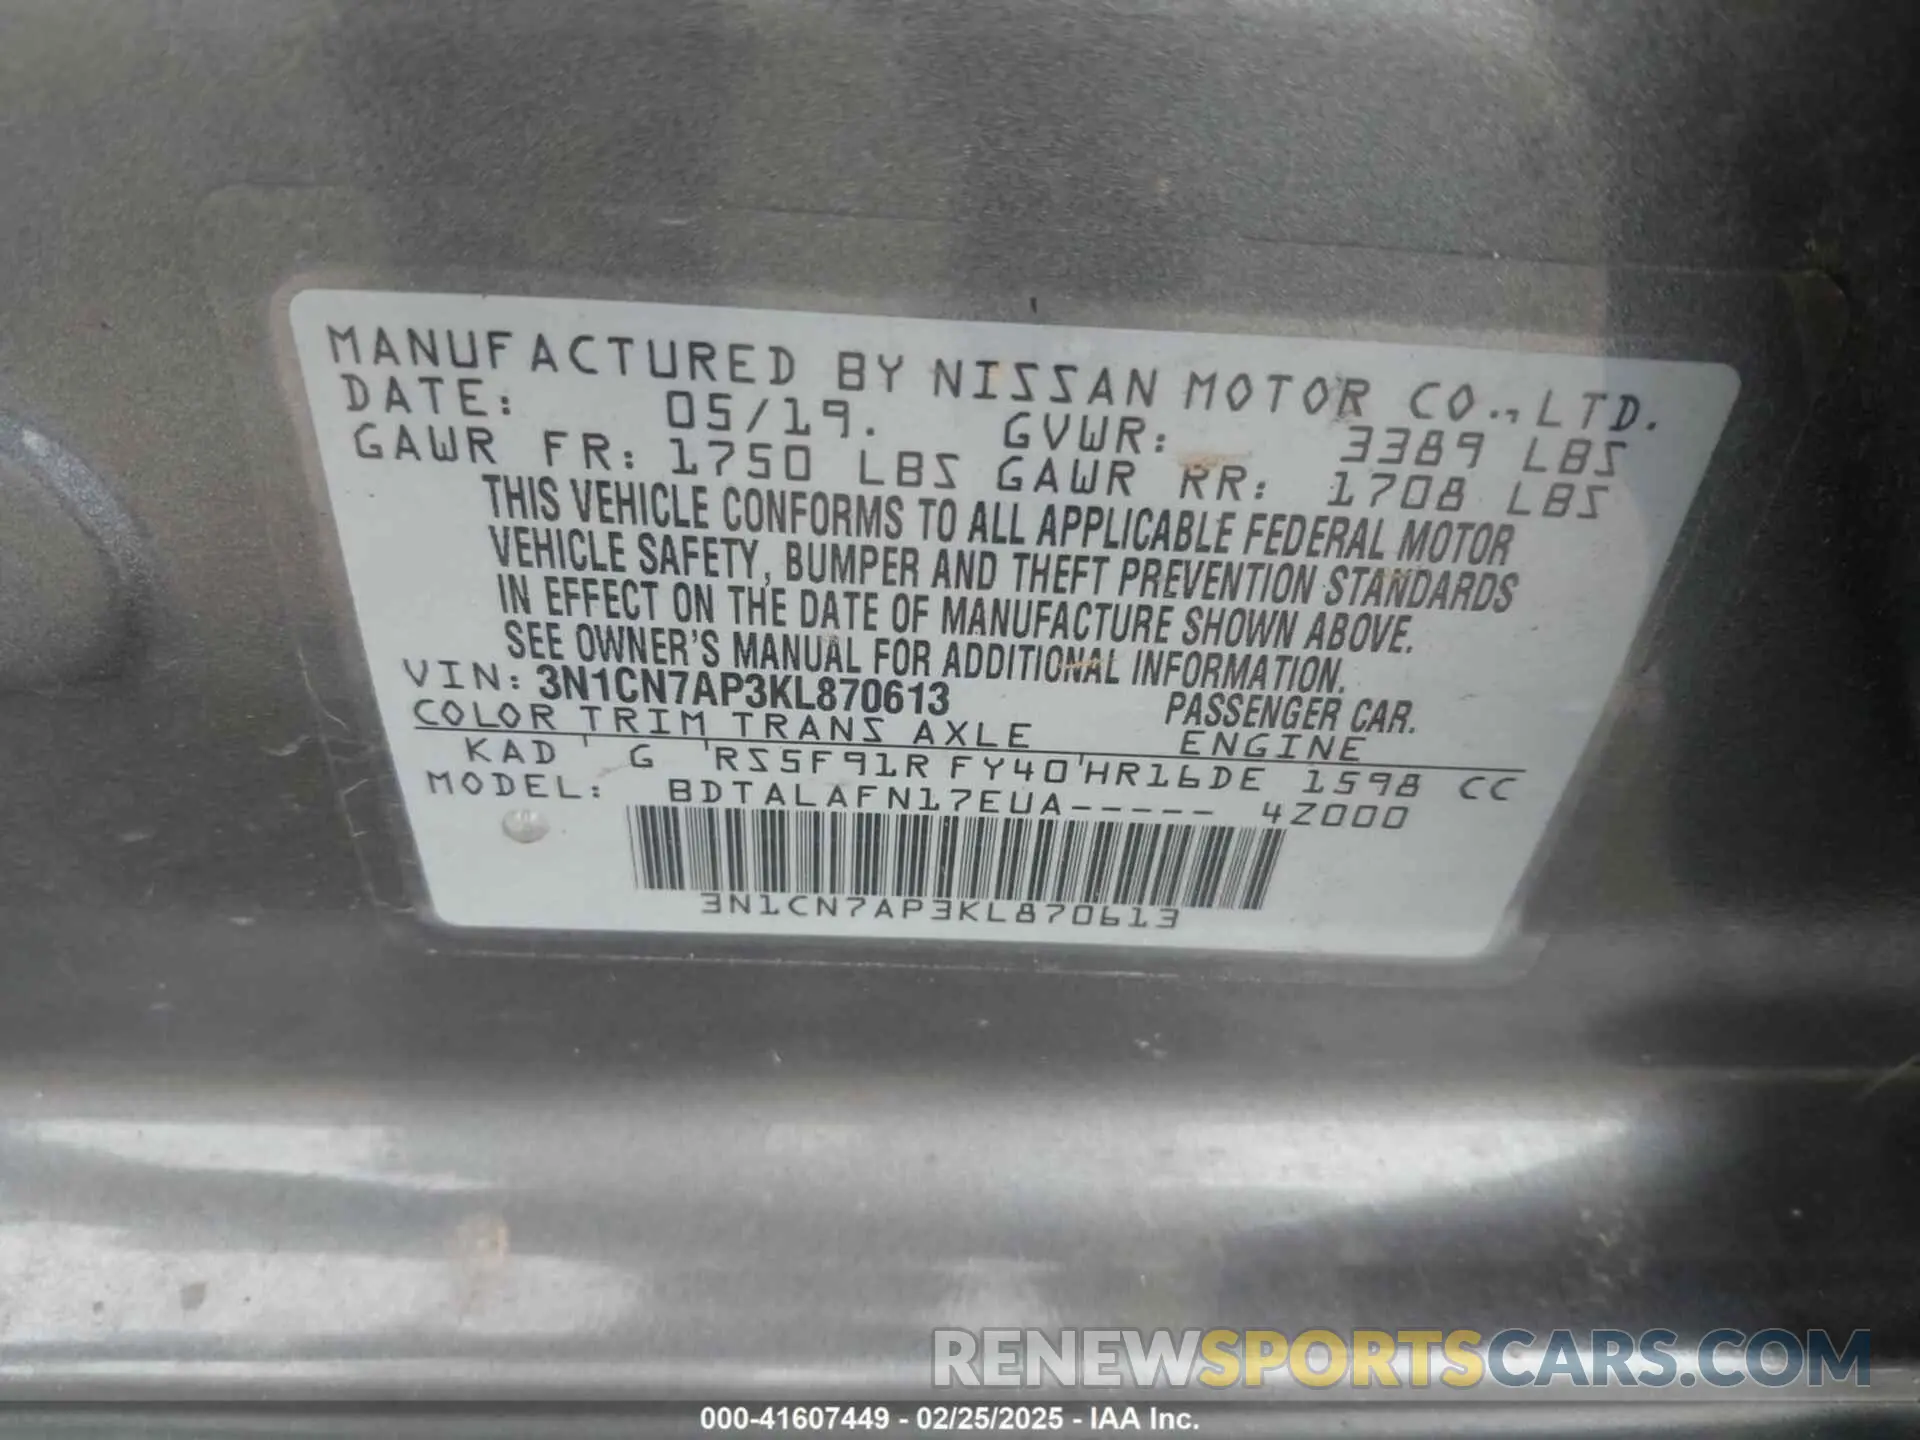 MANUFACTURED BY NISSAN MOTOR CO., LTD.
DATE: 05/19. GVWR: 3389 LBS
GAWR FR: 1750 LBS GAWR RR: 1708 LBS
THIS VEHICLE CONFORMS TO ALL APPLICABLE FEDERAL MOTOR
VEHICLE SAFETY, BUMPER AND THEFT PREVENTION STANDARDS
IN EFFECT ON THE DATE OF MANUFACTURE SHOWN ABOVE.
SEE OWNER'S MANUAL FOR ADDITIONAL INFORMATION.
VIN: 3N1CN7AP3KL870613 PASSENGER CAR.
COLOR TRIM TRANS AXLE ENGINE
KAD G RS5F91R FY40 HR16DE 1598 CC
MODEL: BDTALAFN17EUA----- 4Z000
3N1CN7AP3KL870613
RENEWSPORTSCARS.COM
000-41607449 - 02/25/2025 - IAA Inc.